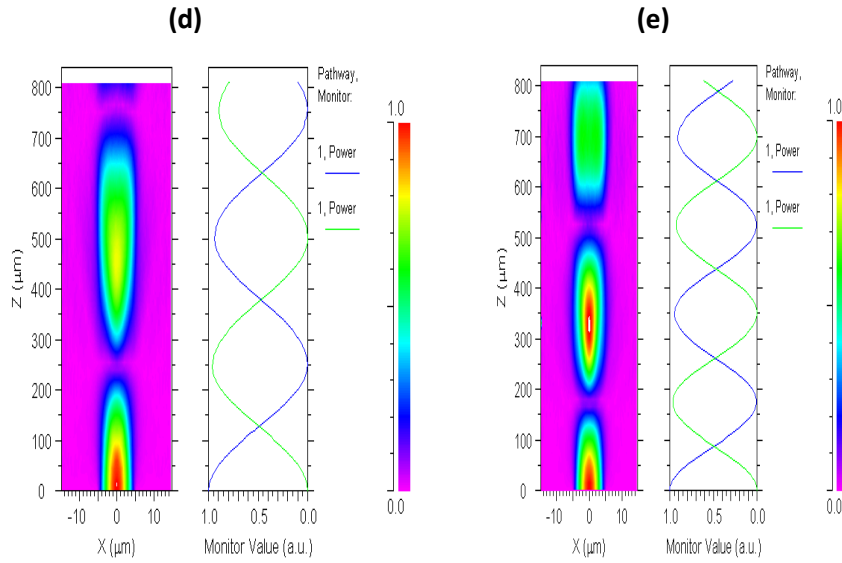 (d)
800
700
600
500
400
300
200
100
0
Z (μm)
-10 0 10
X (μm)
1.0 0.5 0.0
Monitor Value (a.u.)
Pathway,
Monitor:
1, Power
1, Power
1.0
0.0
(e)
800
700
600
500
400
300
200
100
0
Z (μm)
-10 0 10
X (μm)
1.0 0.5 0.0
Monitor Value (a.u.)
Pathway,
Monitor:
1, Power
1, Power
1.0
0.0